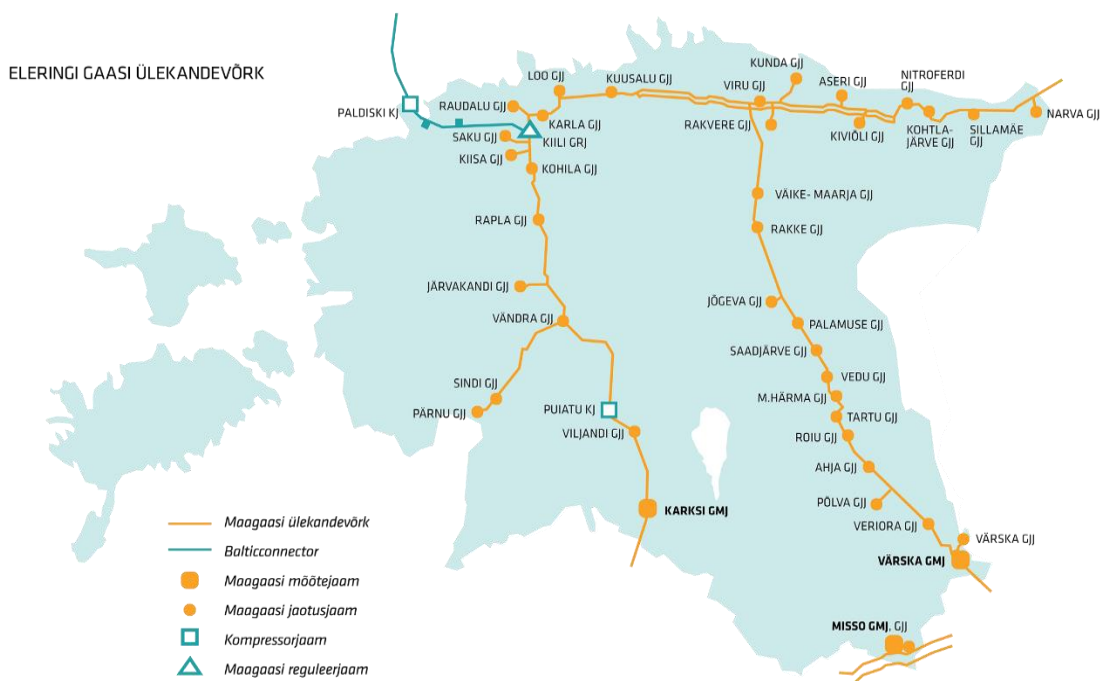 ELERINGI GAASI ÜLEKANDEVÕRK
PALDISKI KJ
RAUDALU GJJ
LOO GJJ
KUUSALU GJJ
KARLA GJJ
KIILI GRJ
SAKU GJJ
KIISA GJJ
KOHILA GJJ
RAPLA GJJ
JÄRVAKANDI GJJ
VÄNDRA GJJ
SINDI GJJ
PÄRNU GJJ
PUIATU KJ
VILJANDI GJJ
KARKSI GMJ
VIRU GJJ
KUNDA GJJ
RAKVERE GJJ
ASERI GJJ
KIVIÕLI GJJ
NITROFERDI
GJJ
KOHTLA-
JÄRVE GJJ
SILLAMÄE
GJJ
NARVA GJJ
VÄIKE- MAARJA GJJ
RAKKE GJJ
JÕGEVA GJJ
PALAMUSE GJJ
SAADJÄRVE GJJ
VEDU GJJ
M.HÄRMA GJJ
TARTU GJJ
ROIU GJJ
AHJA GJJ
PÕLVA GJJ
VERIORA GJJ
VÄRSKA GJJ
VÄRSKA GMJ
MISSO GMJ. GJJ
Maagaasi ülekandevõrk
Balticconnector
Maagaasi mõõtejaam
Maagaasi jaotusjaam
Kompressorjaam
Maagaasi reguleerjaam